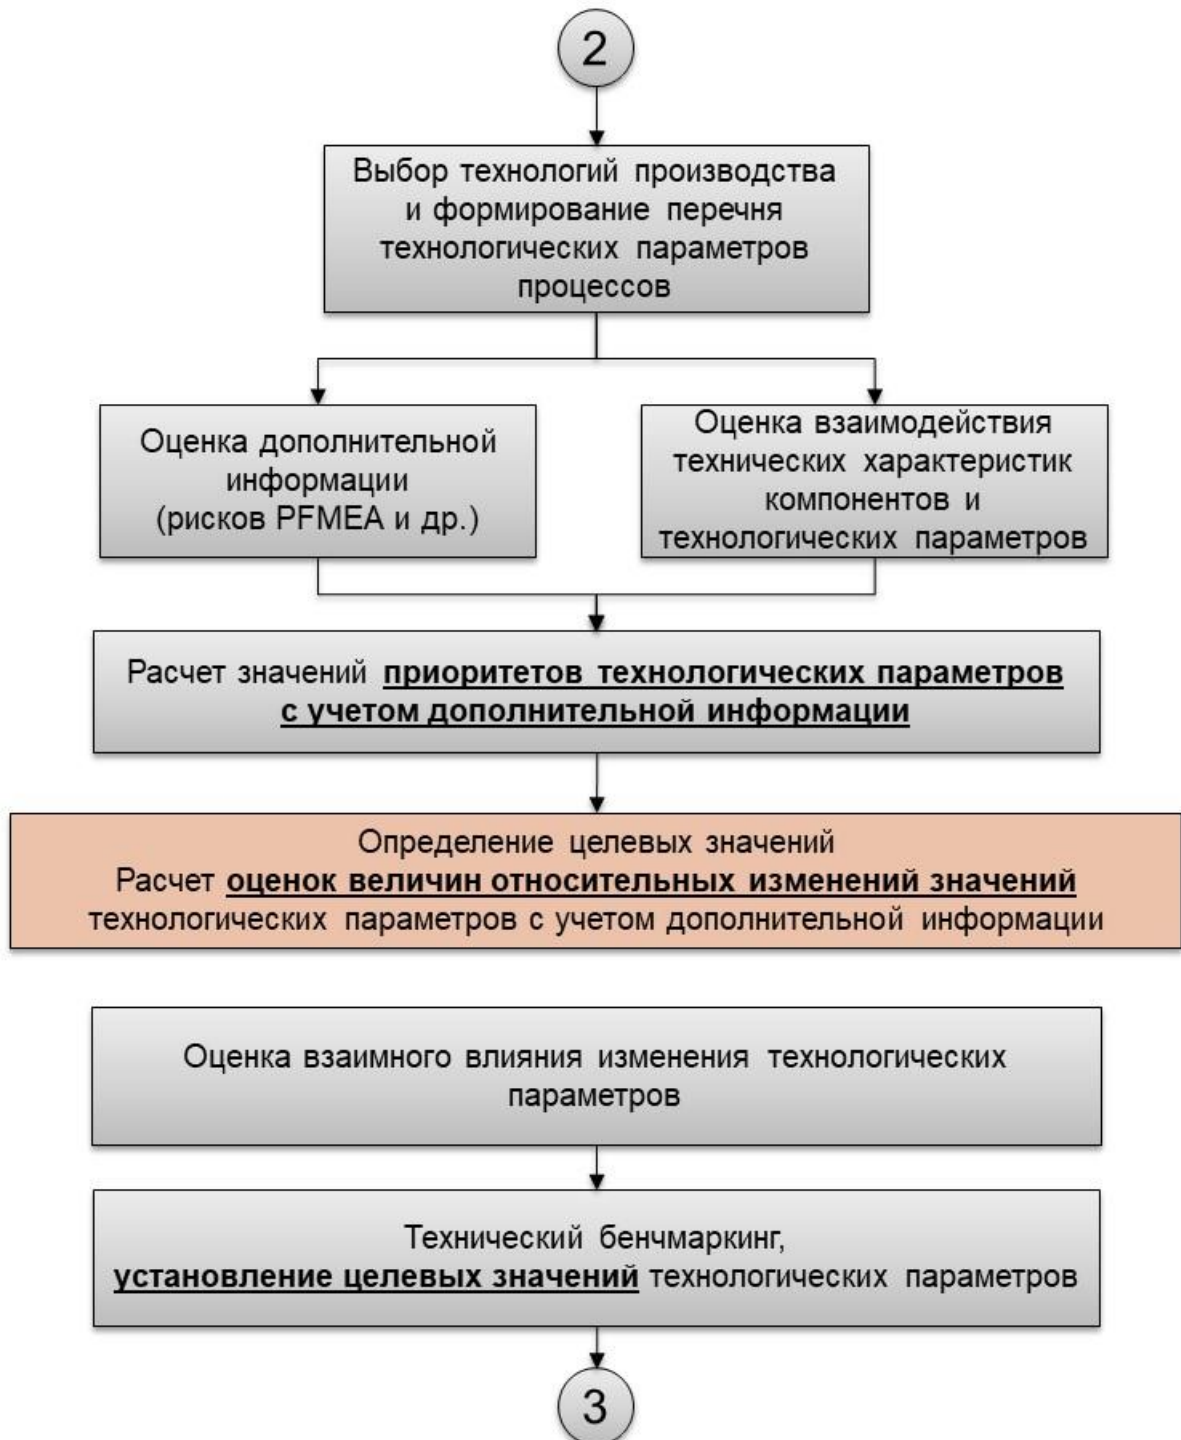 2
Выбор технологий производства
и формирование перечня
технологических параметров
процессов
Оценка дополнительной
информации
(рисков PFMEA и др.)
Оценка взаимодействия
технических характеристик
компонентов и
технологических параметров
Расчет значений приоритетов технологических параметров
с учетом дополнительной информации
Определение целевых значений
Расчет оценок величин относительных изменений значений
технологических параметров с учетом дополнительной информации
Оценка взаимного влияния изменения технологических
параметров
Технический бенчмаркинг,
установление целевых значений технологических параметров
3